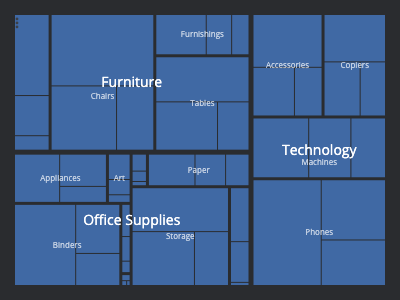 Furnishings
Furniture
Chairs
Tables
Accessories
Copiers
Technology
Machines
Appliances
Art
Paper
Office Supplies
Binders
Storage
Phones